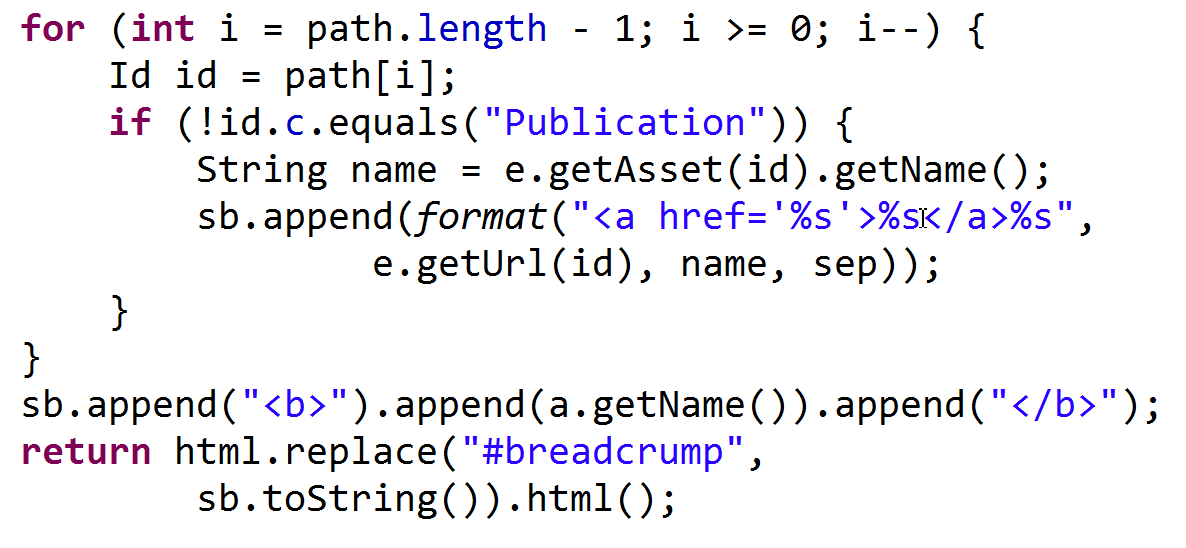 for (int i = path.length - 1; i >= 0; i--) {
    Id id = path[i];
    if (!id.c.equals("Publication")) {
        String name = e.getAsset(id).getName();
        sb.append(format("<a href='%s'>%s</a>%s",
                e.getUrl(id), name, sep));
    }
}
sb.append("<b>").append(a.getName()).append("</b>");
return html.replace("#breadcrump",
        sb.toString()).html();